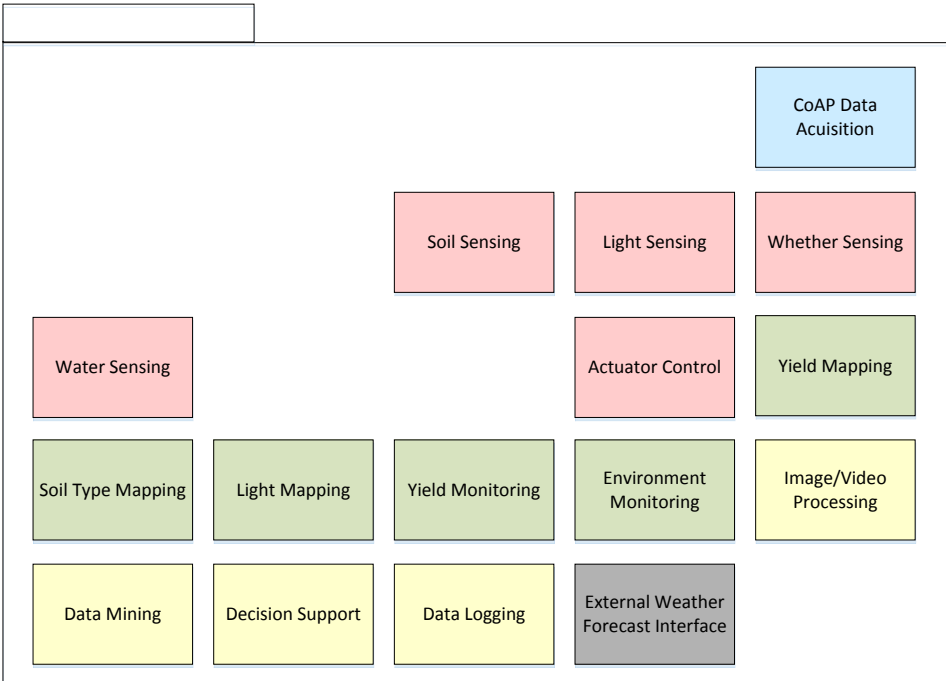 CoAP Data
Acuisition
Soil Sensing
Light Sensing
Whether Sensing
Water Sensing
Actuator Control
Yield Mapping
Soil Type Mapping
Light Mapping
Yield Monitoring
Environment
Monitoring
Image/Video
Processing
Data Mining
Decision Support
Data Logging
External Weather
Forecast Interface